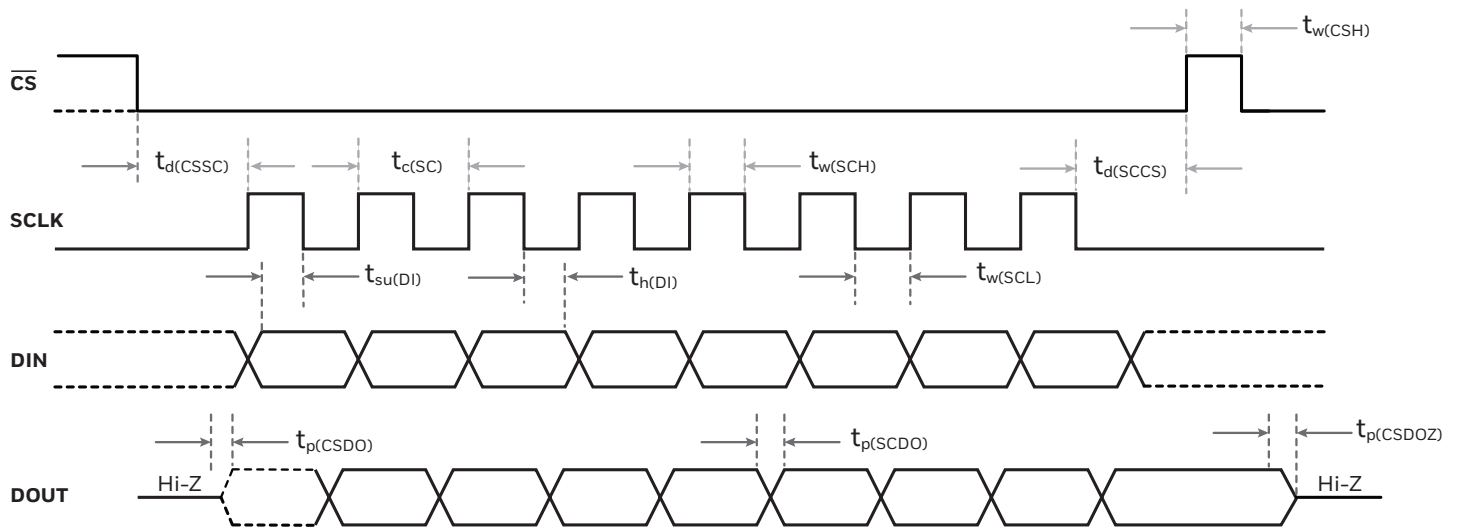 t_w(CSH)
CS
t_d(CSSC)
t_c(SC)
t_w(SCH)
t_d(SCCS)
SCLK
t_su(DI)
t_h(DI)
t_w(SCL)
DIN
t_p(CSDO)
t_p(SCDO)
t_p(CSDOZ)
Hi-Z
Hi-Z
DOUT